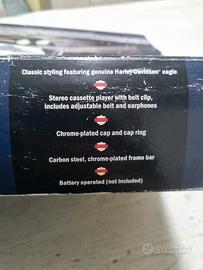 Classic styling featuring genuine Harley-Davidson® eagle
Stereo cassette player with belt clip,
includes adjustable belt and earphones
Chrome-plated cap and cap ring
Carbon steel, chrome-plated frame bar
Battery operated (not included)
Subito